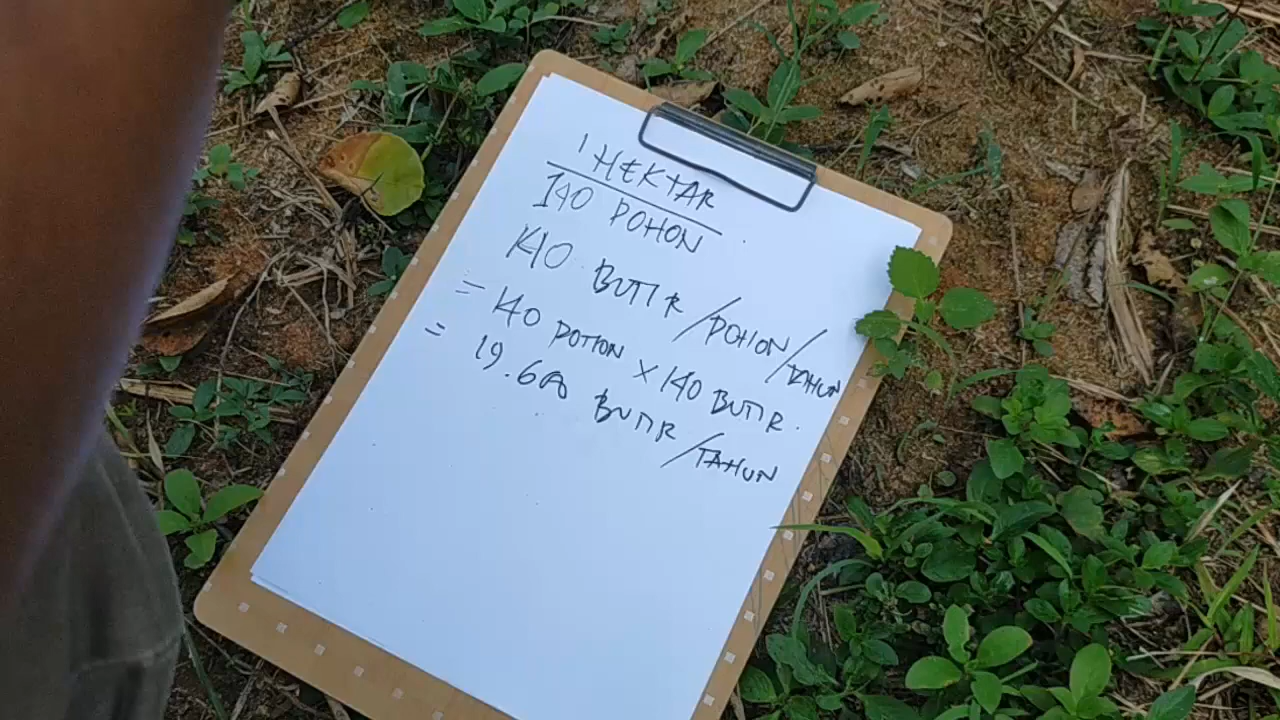 1 HEKTAR
140 POHON
140 BUTIR/POHON/TAHUN
= 140 POHON X 140 BUTIR.
= 19.600 BUTIR/TAHUN